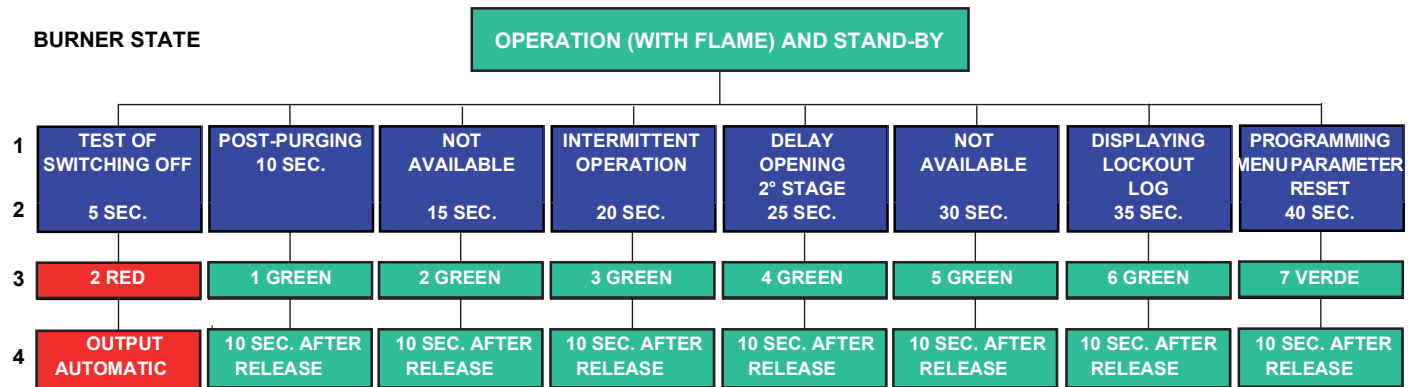 BURNER STATE
OPERATION (WITH FLAME) AND STAND-BY
1
TEST OF
SWITCHING OFF
POST-PURGING
10 SEC.
NOT
AVAILABLE
INTERMITTENT
OPERATION
DELAY
OPENING
2° STAGE
NOT
AVAILABLE
DISPLAYING
LOCKOUT
LOG
PROGRAMMING
MENU PARAMETER
RESET
2
5 SEC.
15 SEC.
20 SEC.
25 SEC.
30 SEC.
35 SEC.
40 SEC.
3
2 RED
1 GREEN
2 GREEN
3 GREEN
4 GREEN
5 GREEN
6 GREEN
7 VERDE
4
OUTPUT
AUTOMATIC
10 SEC. AFTER
RELEASE
10 SEC. AFTER
RELEASE
10 SEC. AFTER
RELEASE
10 SEC. AFTER
RELEASE
10 SEC. AFTER
RELEASE
10 SEC. AFTER
RELEASE
10 SEC. AFTER
RELEASE